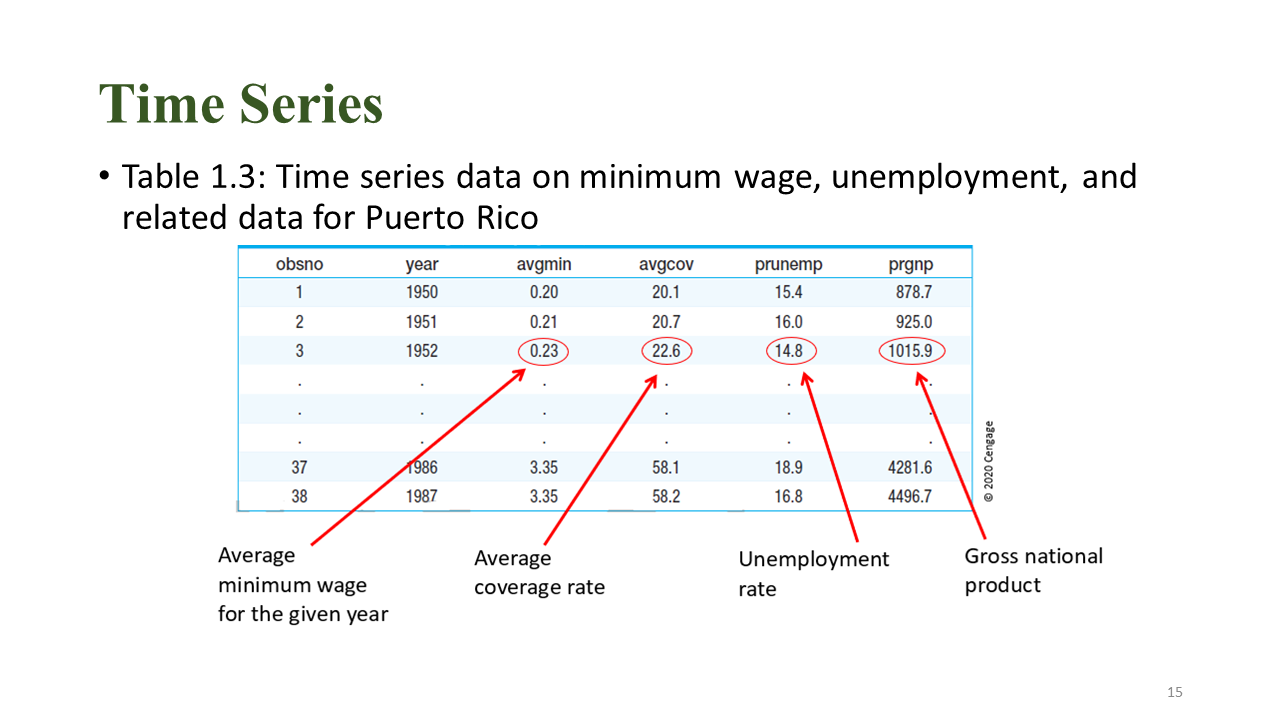 Time Series
• Table 1.3: Time series data on minimum wage, unemployment, and
related data for Puerto Rico
obsno year avgmin avgcov prunemp prgnp
1 1950 0.20 20.1 15.4 878.7
2 1951 0.21 20.7 16.0 925.0
3 1952 0.23 22.6 14.8 1015.9
. . . . . .
. . . . . .
. . . . . .
37 1986 3.35 58.1 18.9 4281.6
38 1987 3.35 58.2 16.8 4496.7
© 2020 Cengage
Average
minimum wage
for the given year
Average
coverage rate
Unemployment
rate
Gross national
product
15